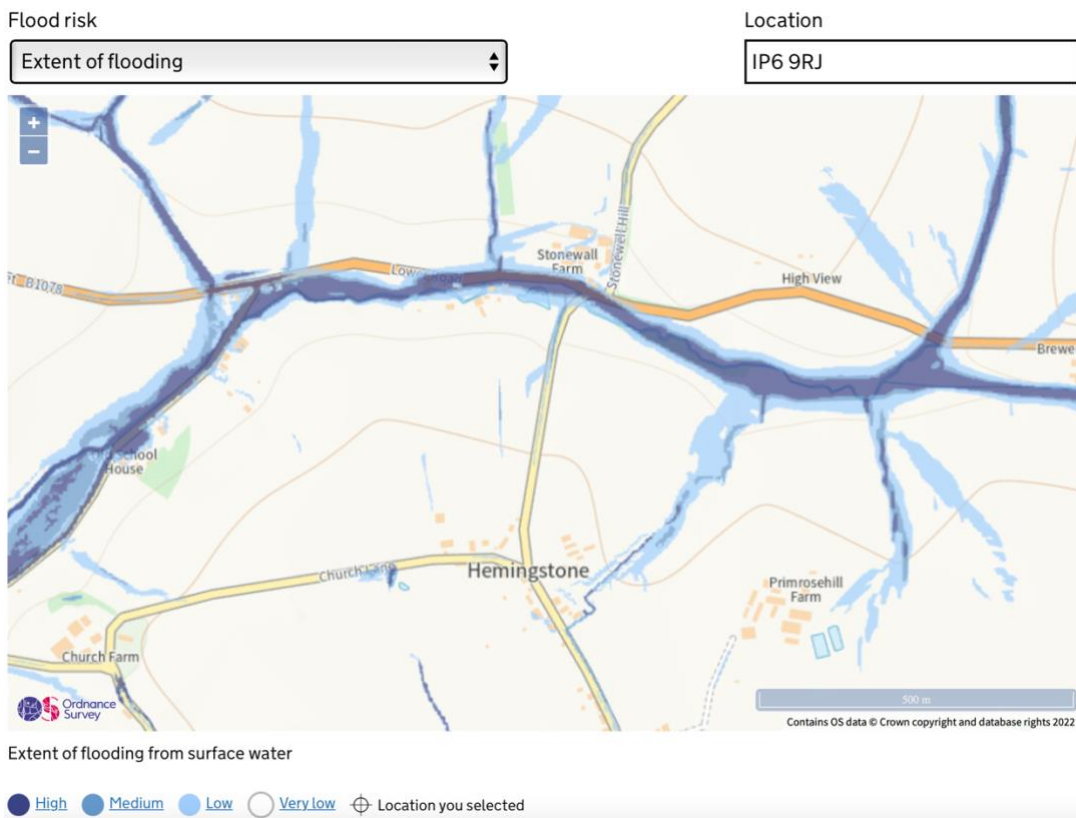 Flood risk
Location
Extent of flooding
IP6 9RJ
+
−
Stonewell Hill
Stonewall
Farm
B1078
High View
Brewe
School
House
Church Lane
Hemingstone
Primrosehill
Farm
Church Farm
Ordnance
Survey
500 m
Contains OS data © Crown copyright and database rights 2022
Extent of flooding from surface water
High
Medium
Low
Very low
Location you selected